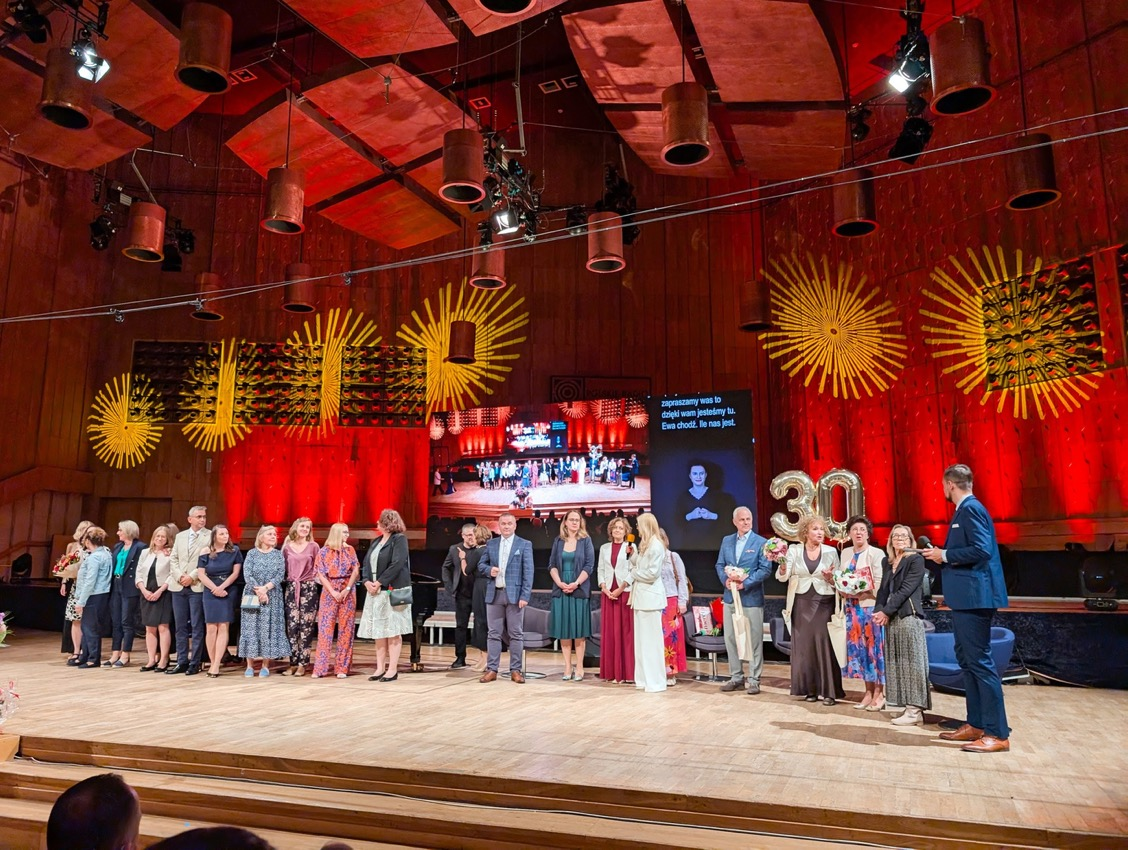 zapraszamy was to
dzięki wam jesteśmy tu.
Ewa chodź. Ile nas jest.
30